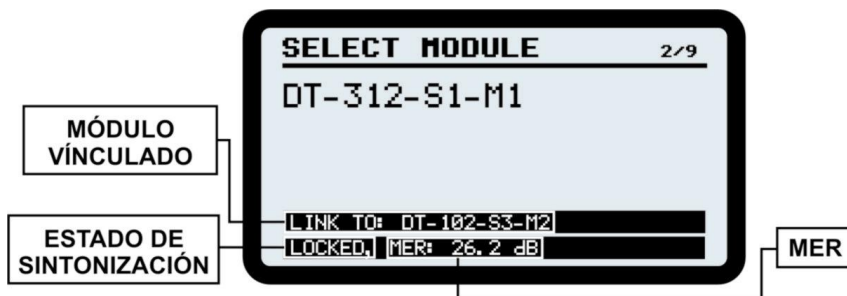 SELECT MODULE 2/9
DT-312-S1-M1
MÓDULO
VÍNCULADO
LINK TO: DT-102-S3-M2
ESTADO DE
SINTONIZACIÓN
LOCKED, MER: 26.2 dB
MER